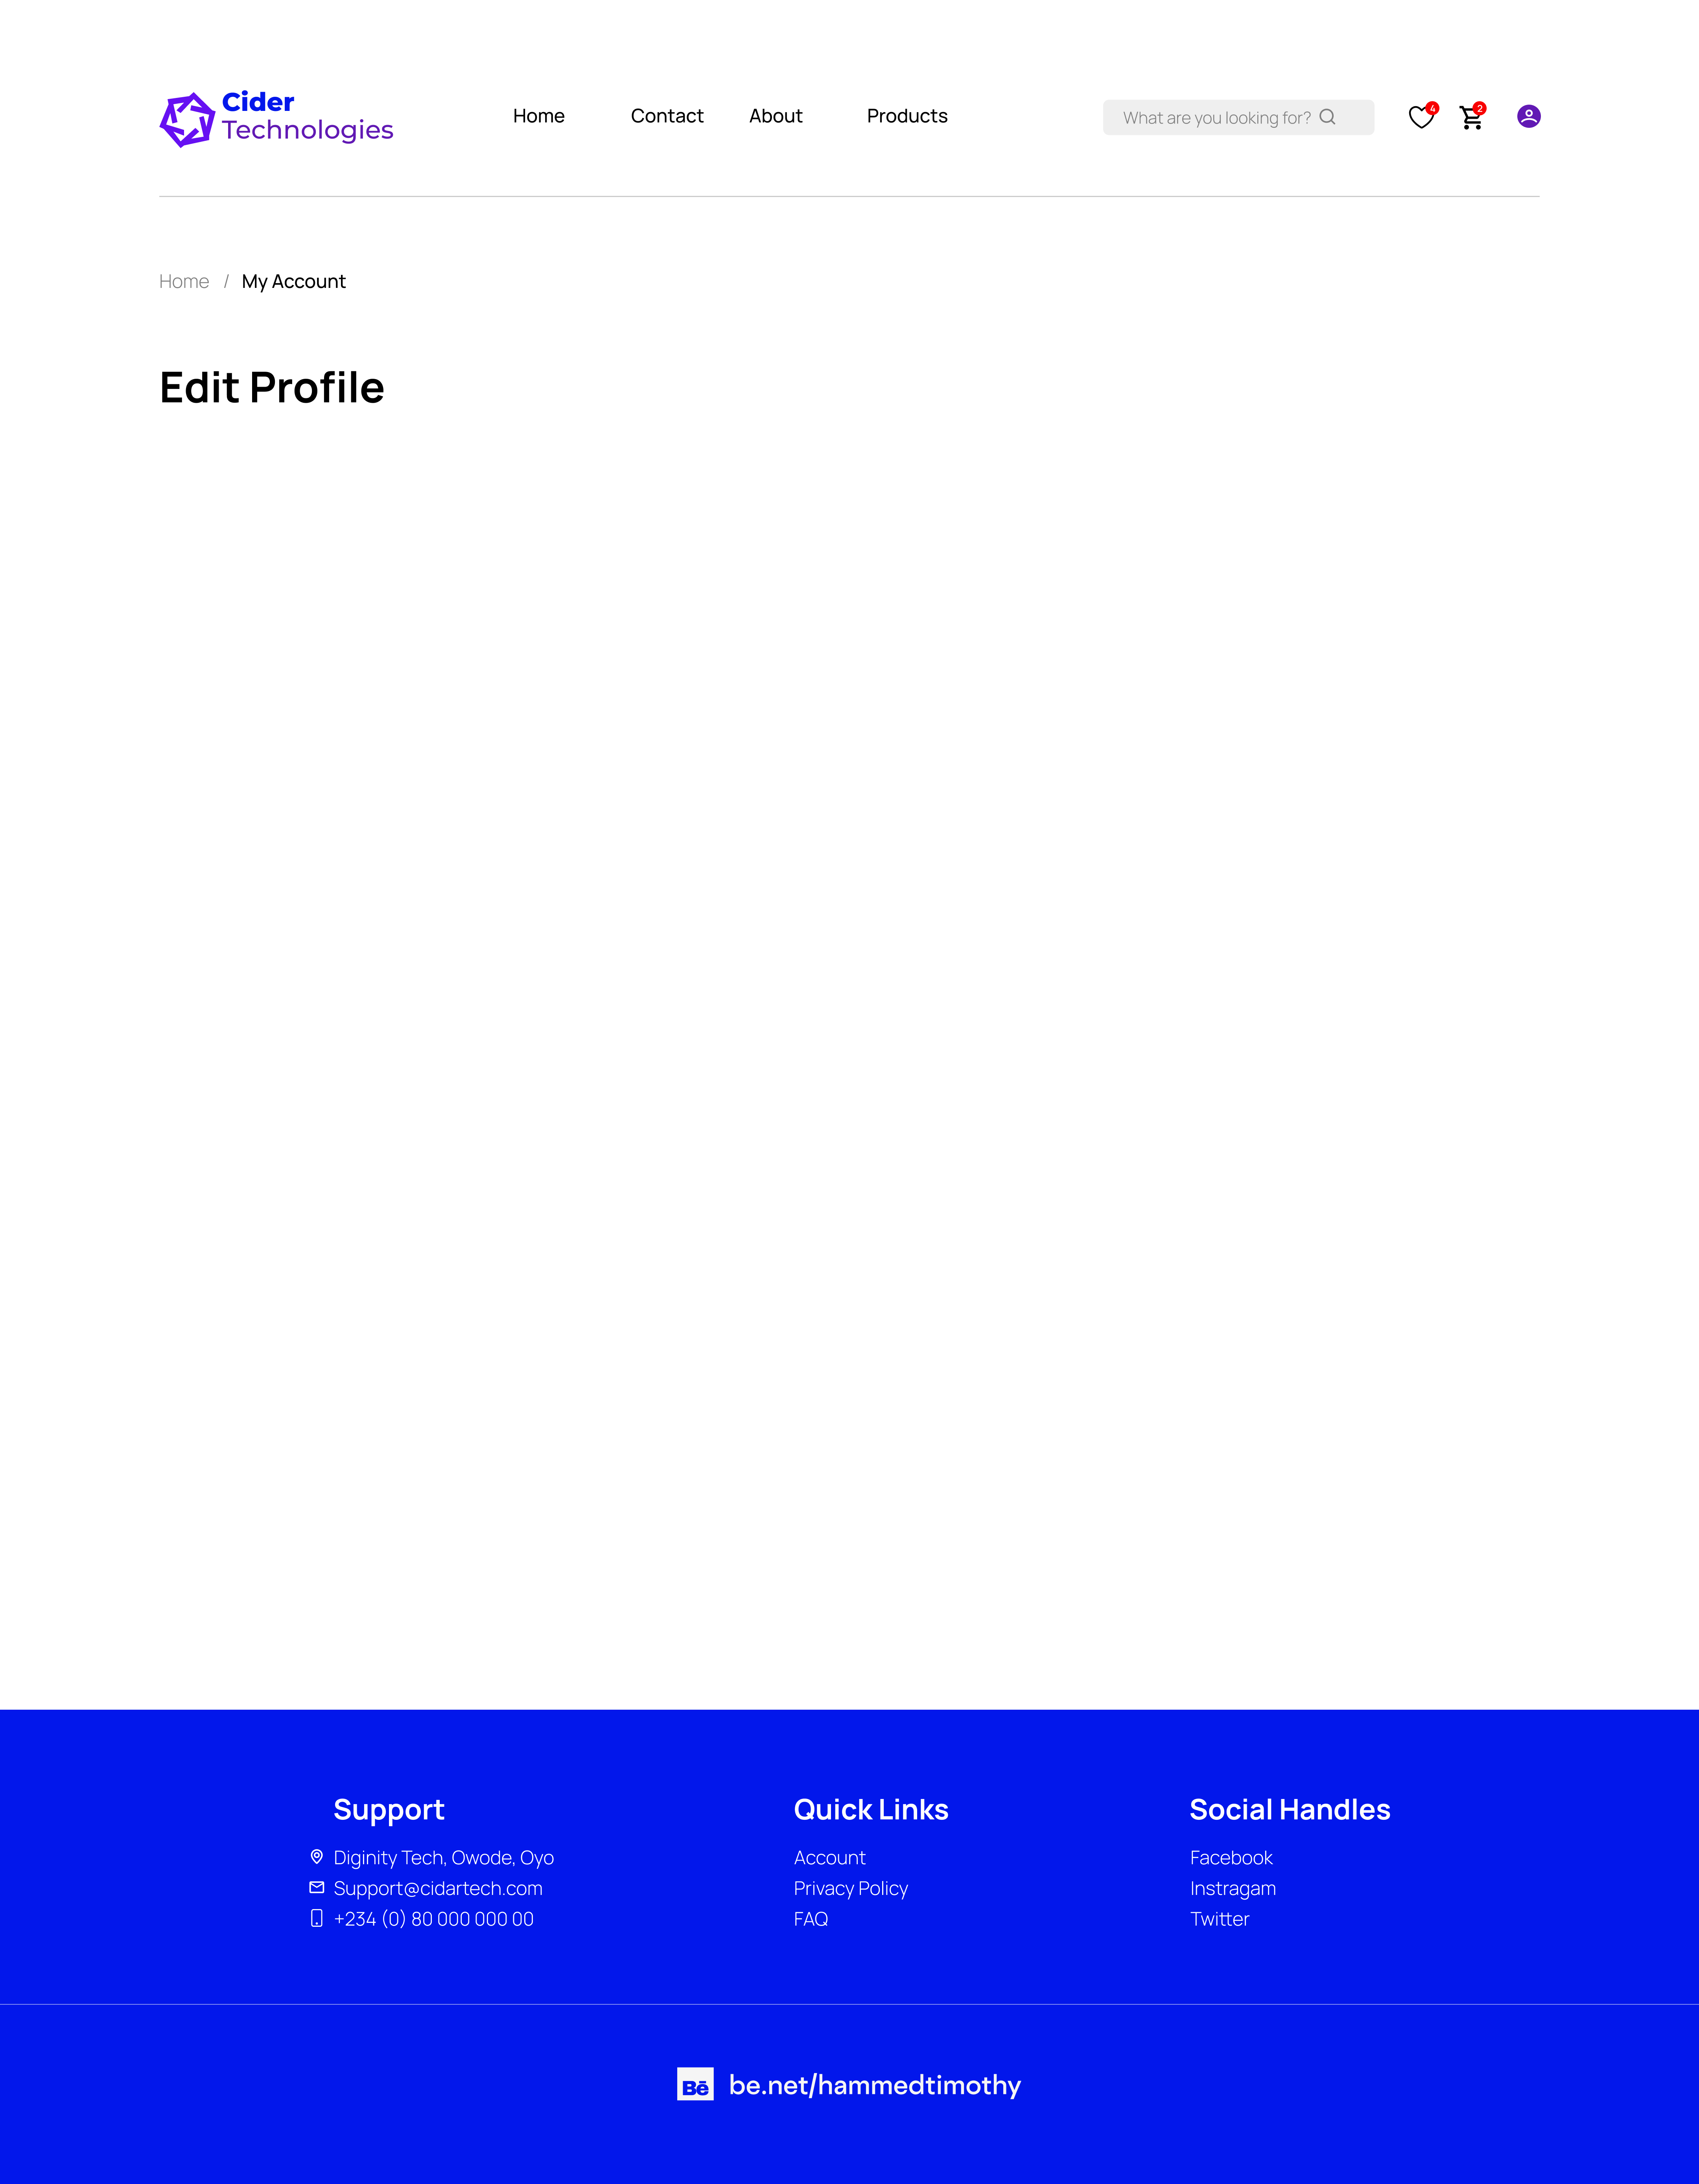 Cider
Technologies
Home Contact About Products
What are you looking for?
4
2
Home / My Account
Edit Profile
Support
Diginity Tech, Owode, Oyo
Support@cidartech.com
+234 (0) 80 000 000 00
Quick Links
Account
Privacy Policy
FAQ
Social Handles
Facebook
Instragam
Twitter
Bē be.net/hammedtimothy